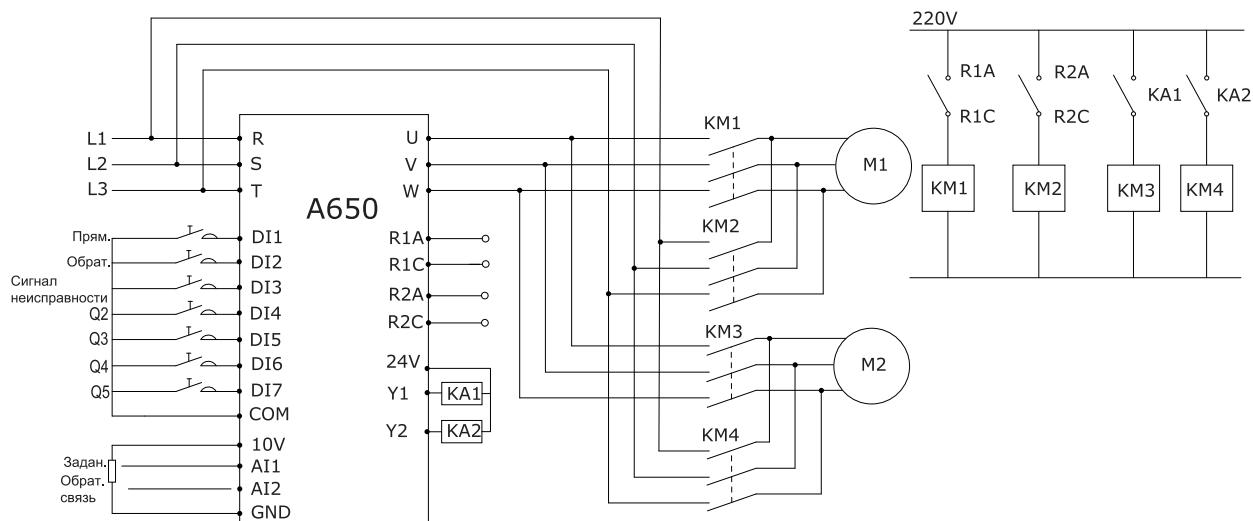 220V
R1A
R2A
KA1
KA2
R1C
R2C
KM1
KM2
KM3
KM4
L1
L2
L3
R
S
T
A650
U
V
W
KM1
M1
Прям.
Обрат.
Сигнал
неисправности
Q2
Q3
Q4
Q5
DI1
DI2
DI3
DI4
DI5
DI6
DI7
COM
R1A
R1C
R2A
R2C
24V
Y1
KA1
Y2
KA2
KM2
KM3
M2
KM4
Задан.
Обрат.
связь
10V
AI1
AI2
GND